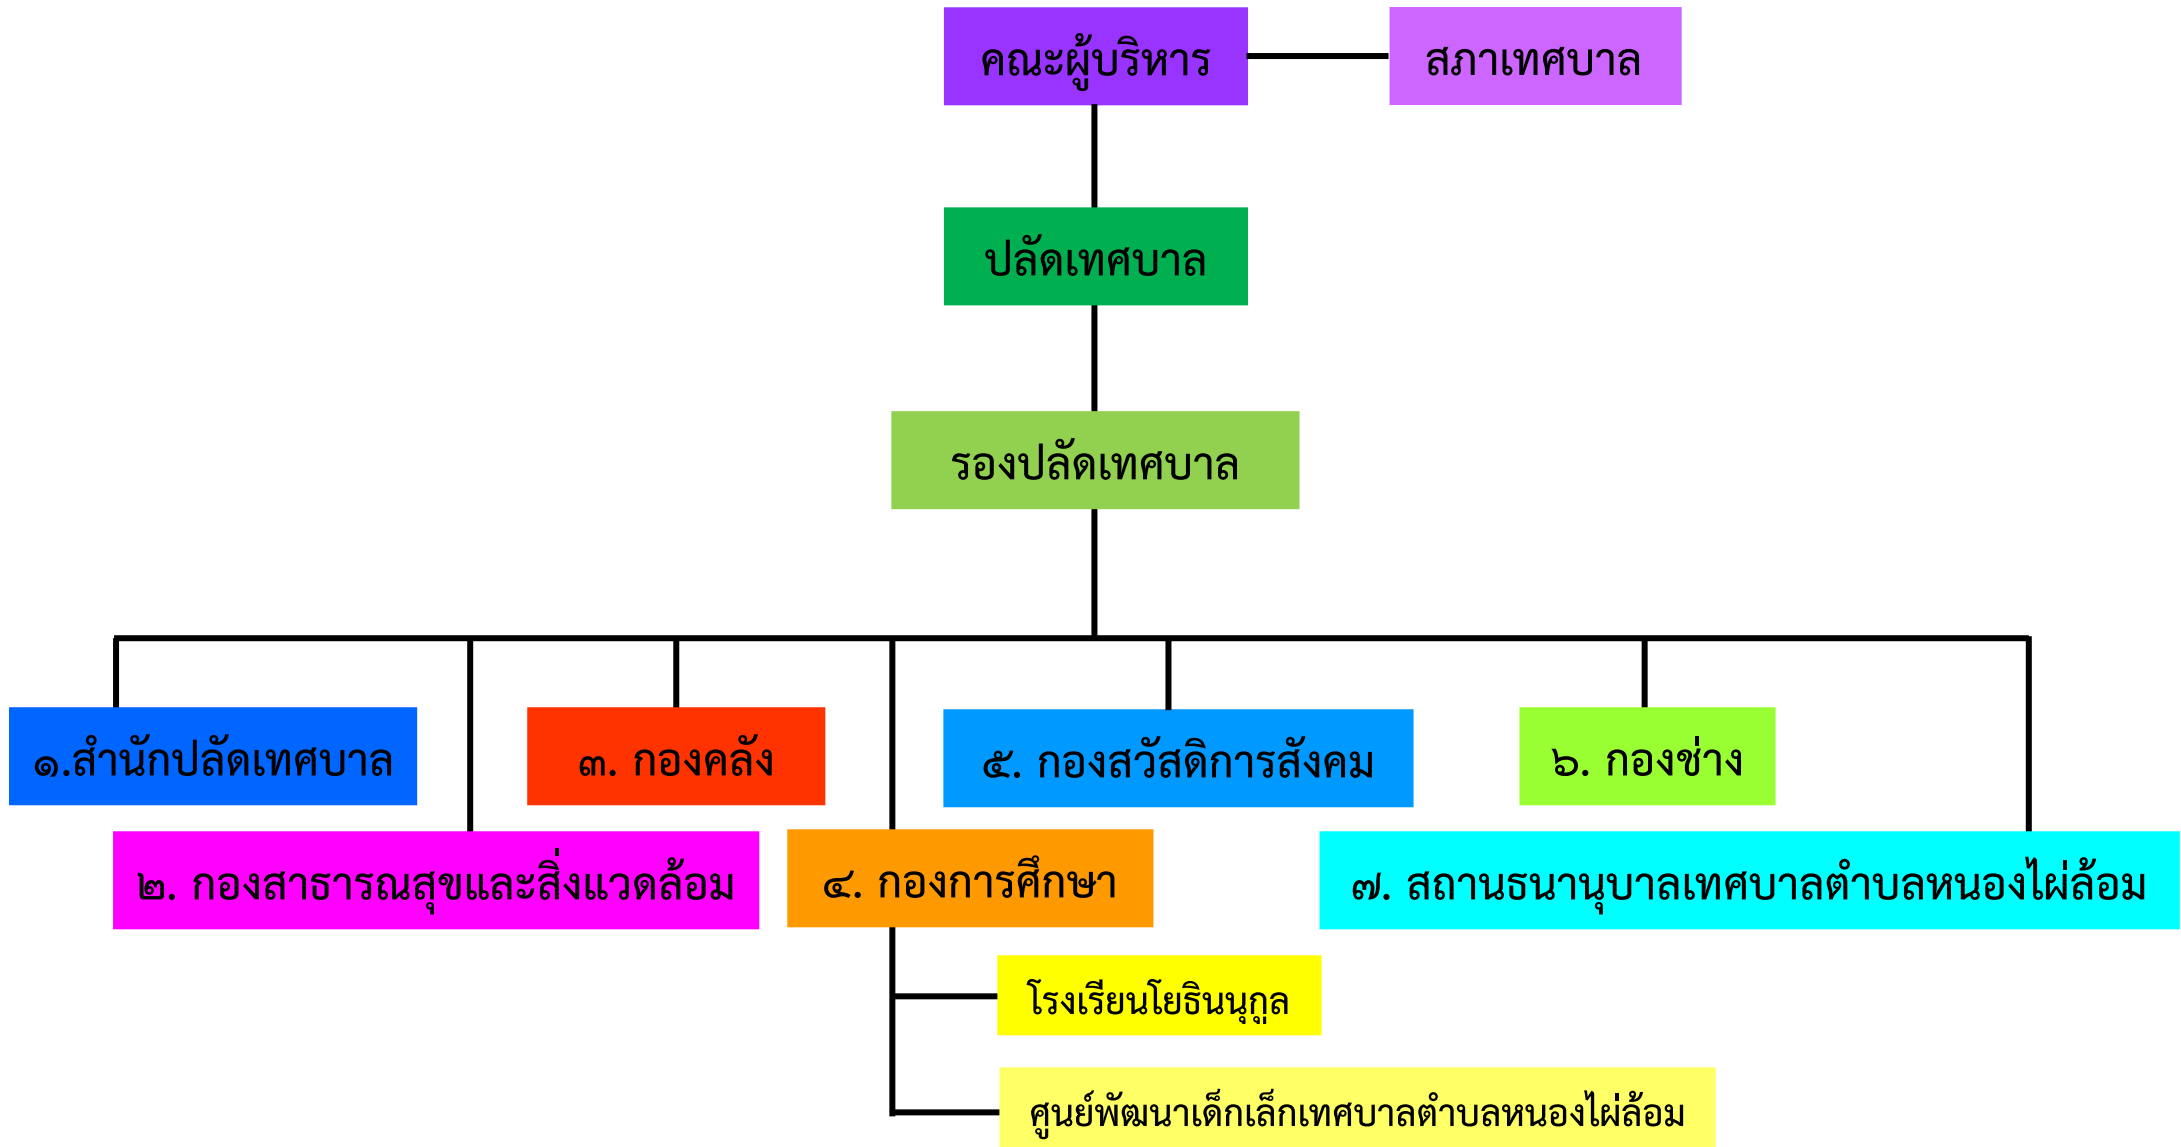 คณะผู้บริหาร
สภาเทศบาล
ปลัดเทศบาล
รองปลัดเทศบาล
๑.สำนักปลัดเทศบาล
๓. กองคลัง
๕. กองสวัสดิการสังคม
๖. กองช่าง
๒. กองสาธารณสุขและสิ่งแวดล้อม
๔. กองการศึกษา
๗. สถานธนานุบาลเทศบาลตำบลหนองไผ่ล้อม
โรงเรียนโยธินนุกูล
ศูนย์พัฒนาเด็กเล็กเทศบาลตำบลหนองไผ่ล้อม